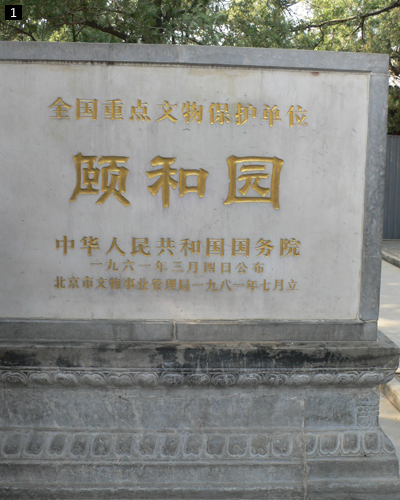 1
全国重点文物保护单位
颐和园
中华人民共和国国务院
一九六一年三月四日公布
北京市文物事业管理局一九八一年七月立